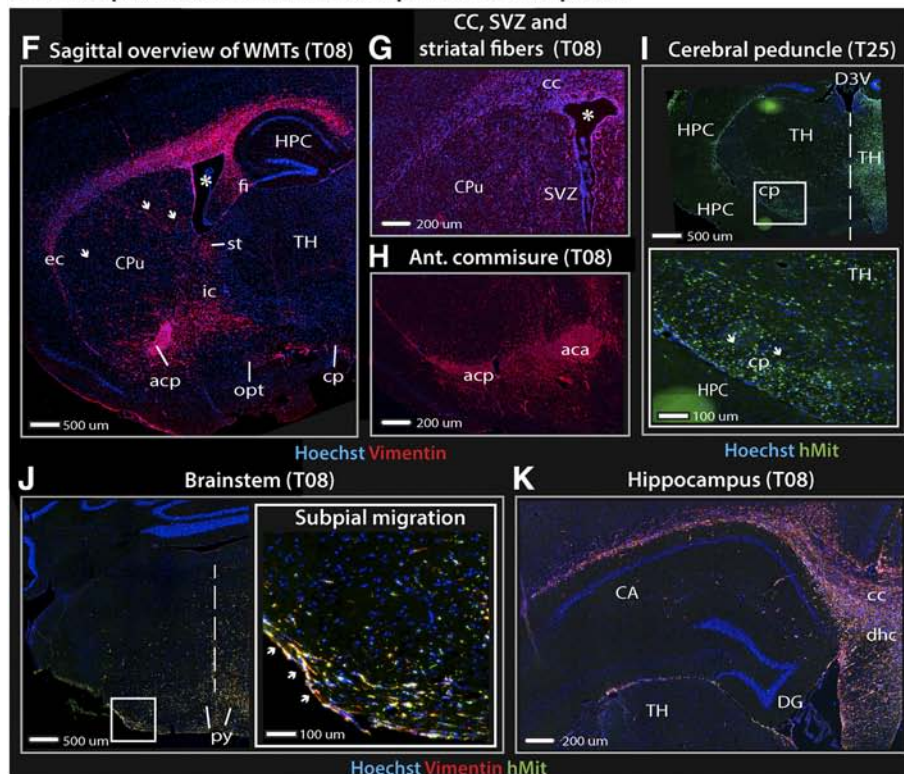 F Sagittal overview of WMTs (T08)
HPC
*
fi
st
ec
CPu
TH
ic
acp
opt
cp
500 um
G CC, SVZ and
striatal fibers (T08)
cc
*
CPu
SVZ
200 um
H Ant. commisure (T08)
aca
acp
200 um
Hoechst Vimentin
I Cerebral peduncle (T25)
D3V
HPC
TH
TH
cp
HPC
500 um
TH
cp
HPC
100 um
Hoechst hMit
J Brainstem (T08)
500 um
py
Subpial migration
100 um
K Hippocampus (T08)
CA
cc
dhc
DG
TH
200 um
Hoechst Vimentin hMit